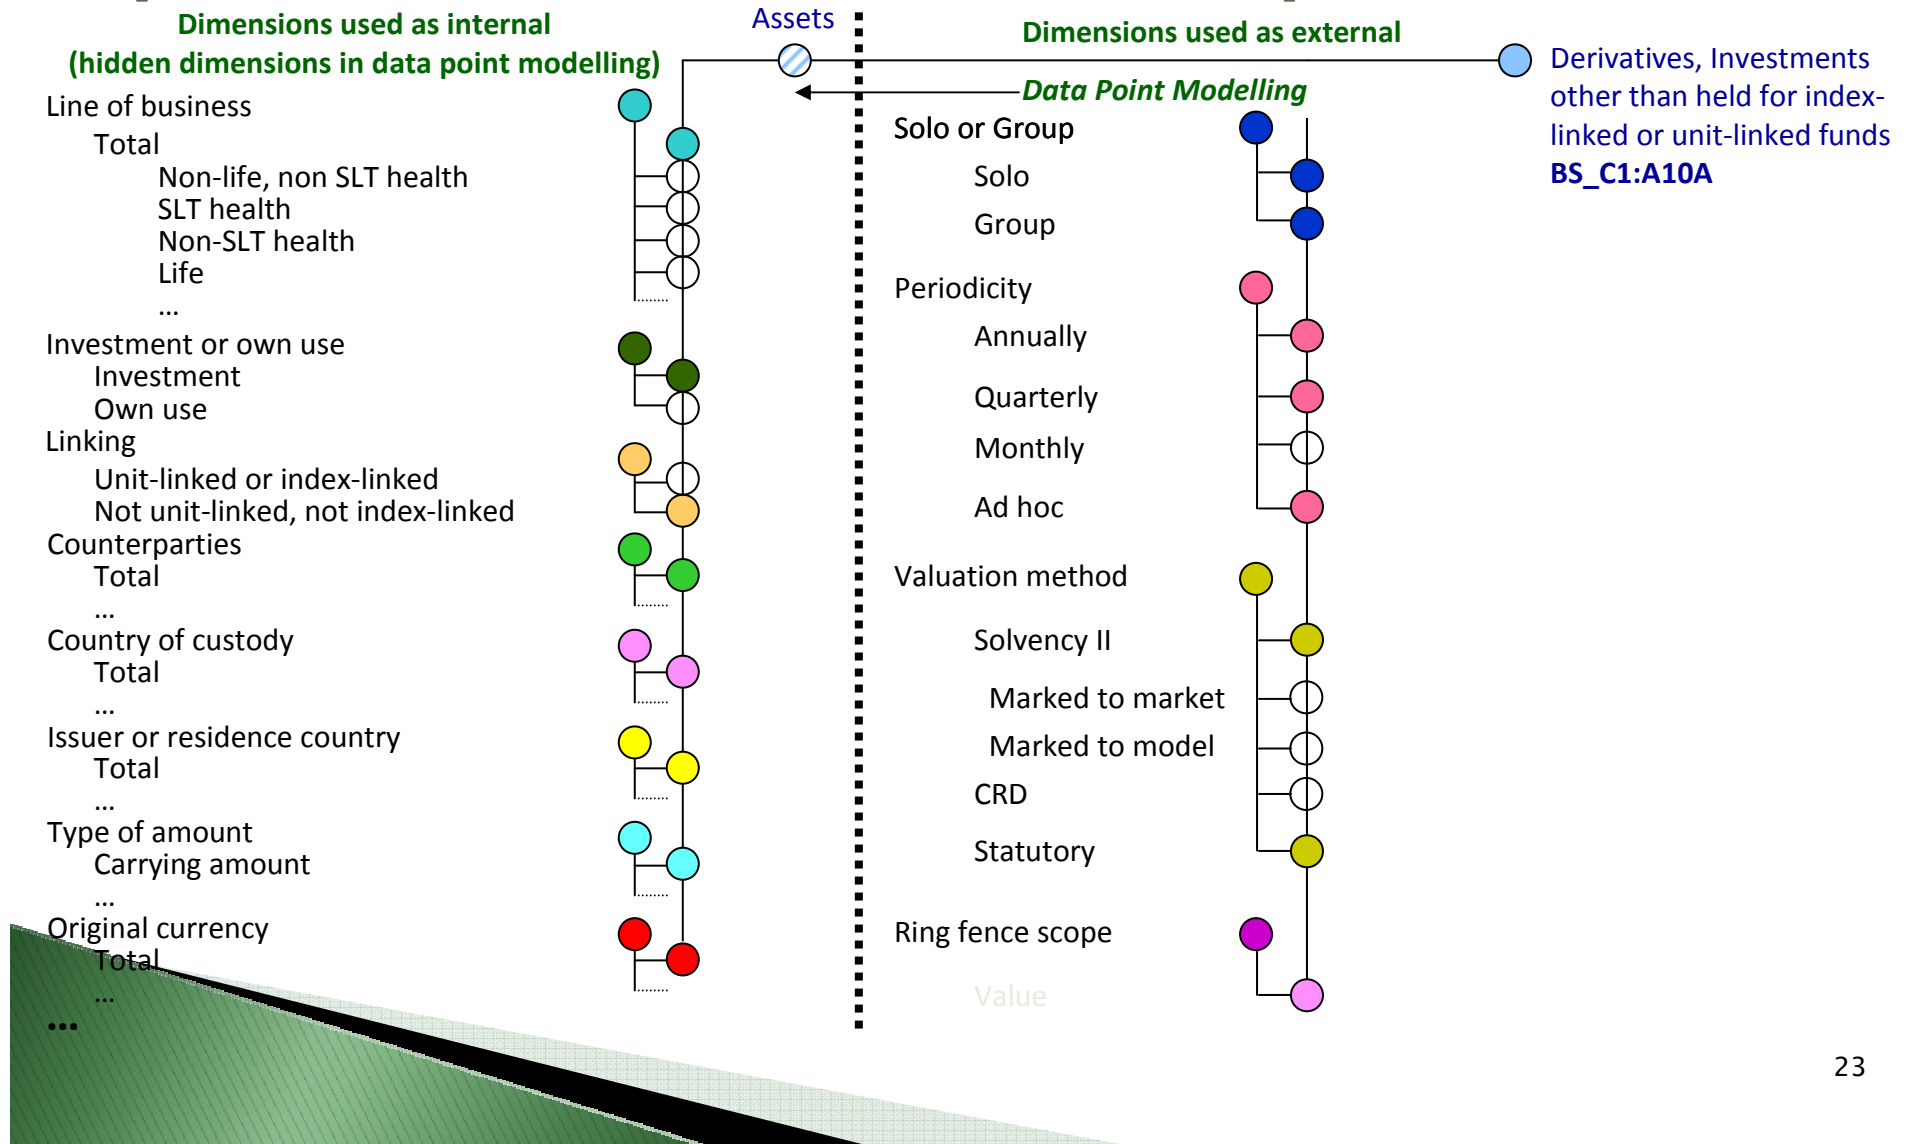 Dimensions used as internal
(hidden dimensions in data point modelling)
Line of business
Total
Non-life, non SLT health
SLT health
Non-SLT health
Life
...
Investment or own use
Investment
Own use
Linking
Unit-linked or index-linked
Not unit-linked, not index-linked
Counterparties
Total
...
Country of custody
Total
...
Issuer or residence country
Total
...
Type of amount
Carrying amount
...
Original currency
Total
...
...
Assets
Dimensions used as external
Data Point Modelling
Solo or Group
Solo
Group
Periodicity
Annually
Quarterly
Monthly
Ad hoc
Valuation method
Solvency II
Marked to market
Marked to model
CRD
Statutory
Ring fence scope
Value
Derivatives, Investments
other than held for index-
linked or unit-linked funds
BS_C1:A10A
23